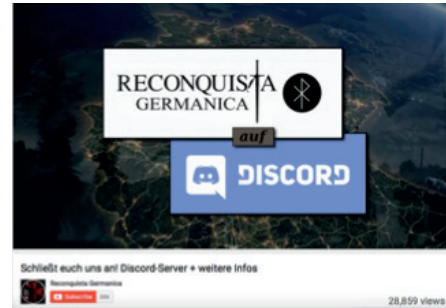 RECONQUISTA
GERMANICA
auf
DISCORD
Schließt euch uns an! Discord-Server + weitere Infos
Reconquista Germanica
Subscribe
28,859 views